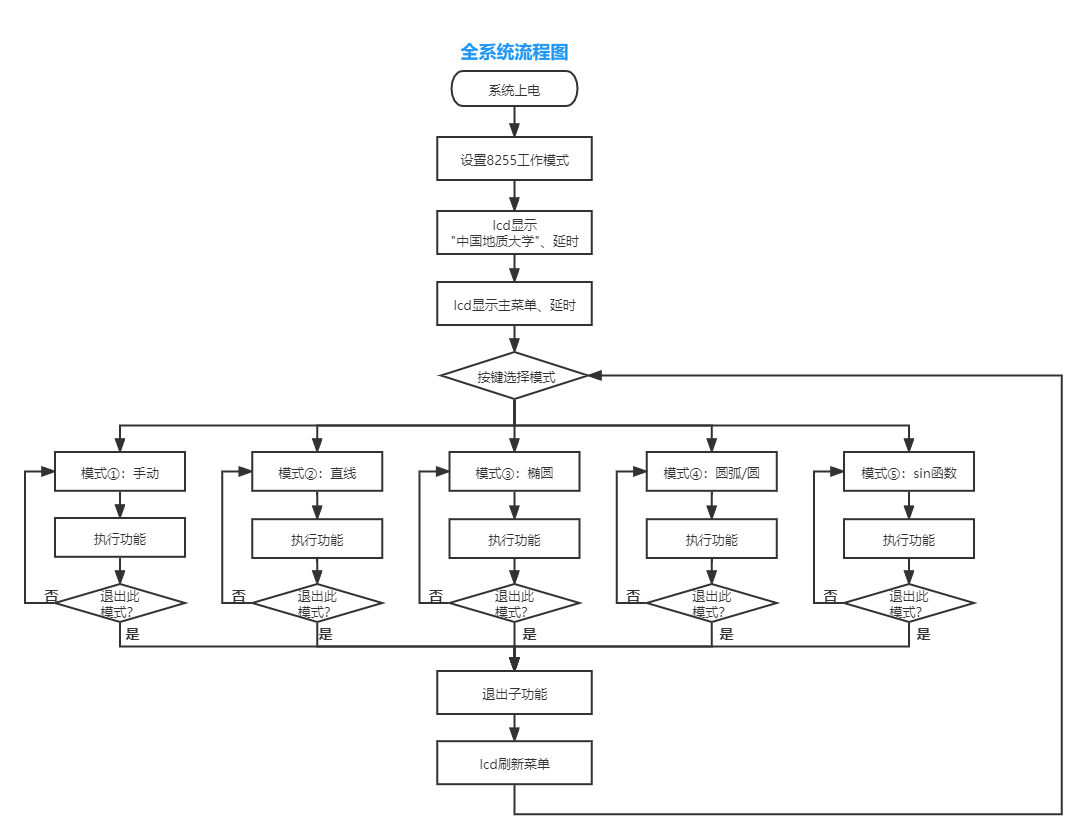 全系统流程图
系统上电
设置8255工作模式
lcd显示
"中国地质大学"、延时
lcd显示主菜单、延时
按键选择模式
模式①：手动
模式②：直线
模式③：椭圆
模式④：圆弧/圆
模式⑤：sin函数
执行功能
执行功能
执行功能
执行功能
执行功能
否
退出此
模式?
否
退出此
模式?
否
退出此
模式?
否
退出此
模式?
否
退出此
模式?
是
是
是
是
是
退出子功能
lcd刷新菜单